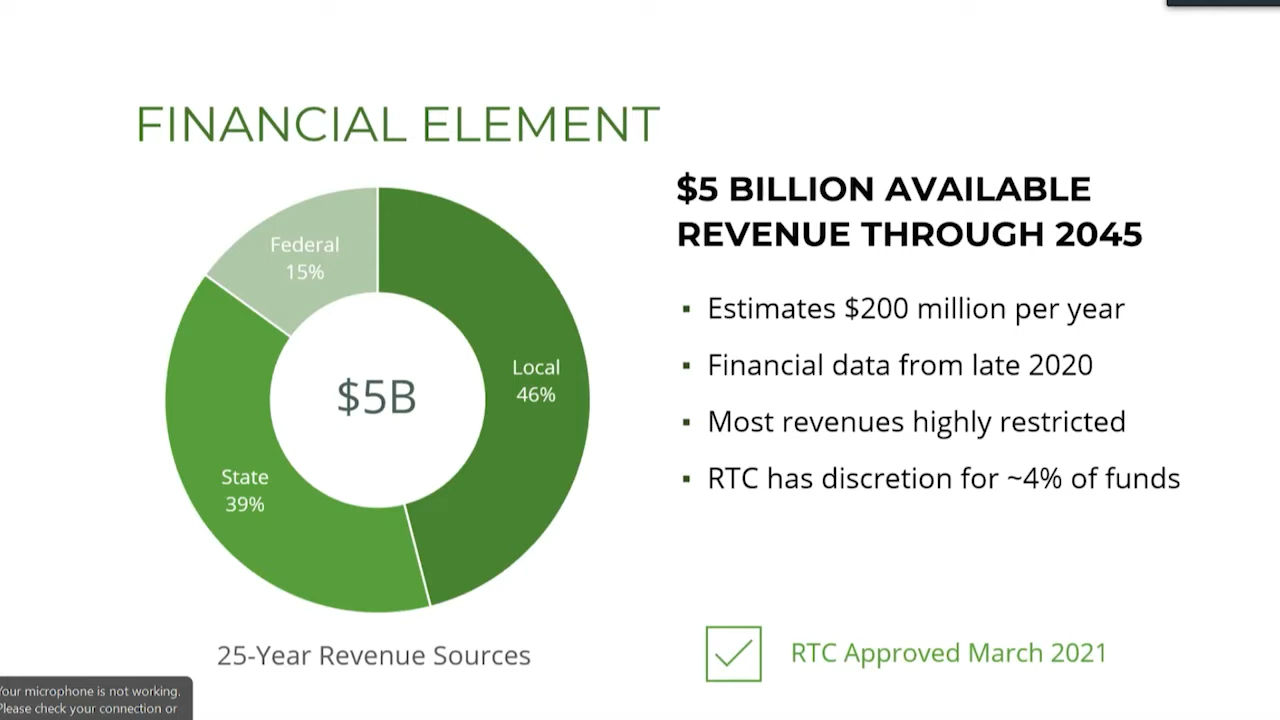 FINANCIAL ELEMENT
$5 BILLION AVAILABLE
REVENUE THROUGH 2045
Federal
15%
Local
46%
$5B
State
39%
▪ Estimates $200 million per year
▪ Financial data from late 2020
▪ Most revenues highly restricted
▪ RTC has discretion for ~4% of funds
25-Year Revenue Sources
RTC Approved March 2021
Your microphone is not working.
Please check your connection or